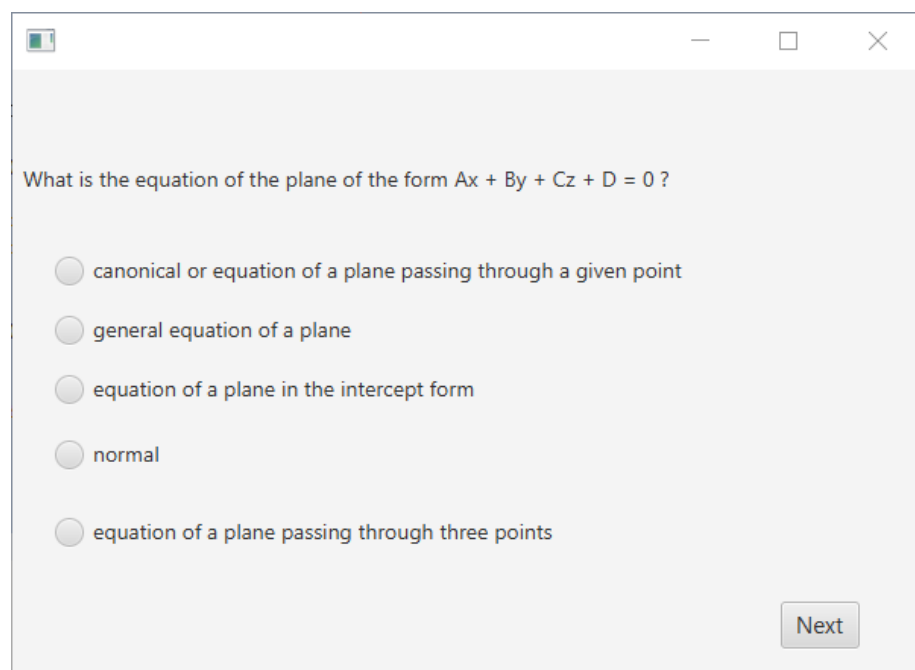 What is the equation of the plane of the form Ax + By + Cz + D = 0 ?
canonical or equation of a plane passing through a given point
general equation of a plane
equation of a plane in the intercept form
normal
equation of a plane passing through three points
Next